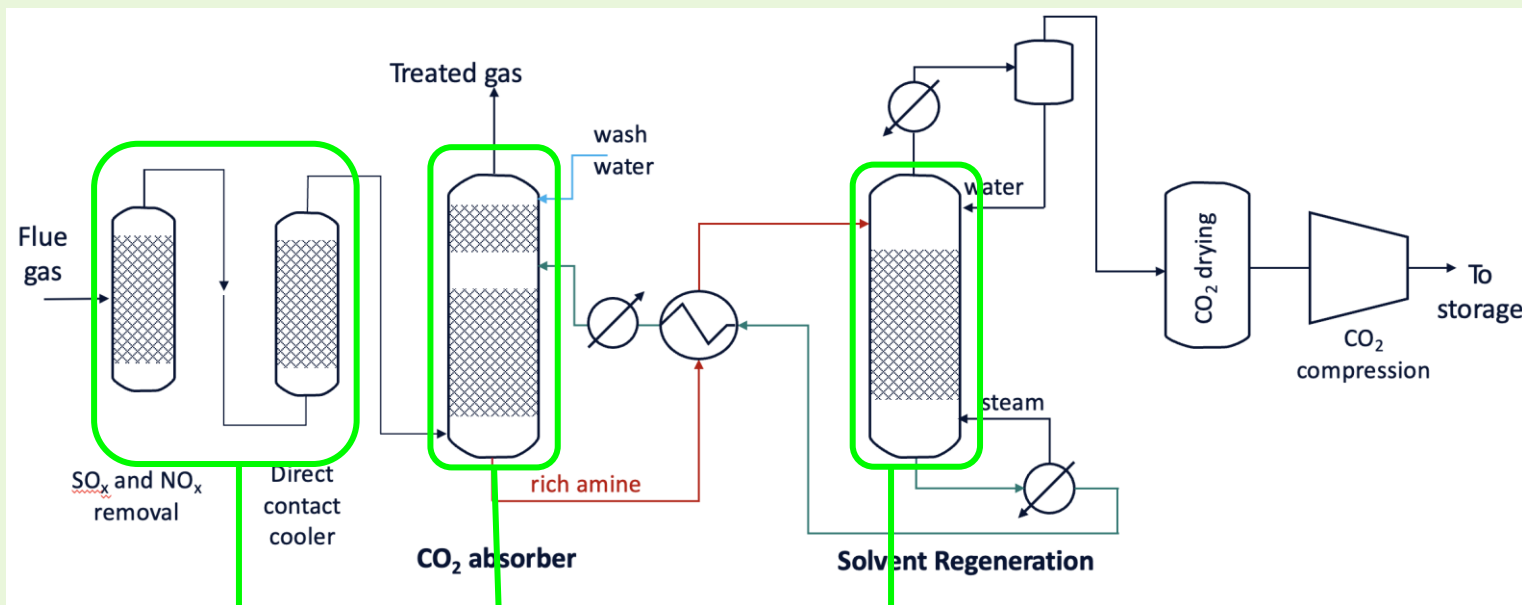 Treated gas
wash
water
water
Flue
gas
CO₂ drying
To
storage
CO₂
compression
steam
SOₓ and NOₓ
removal
Direct
contact
cooler
rich amine
CO₂ absorber
Solvent Regeneration